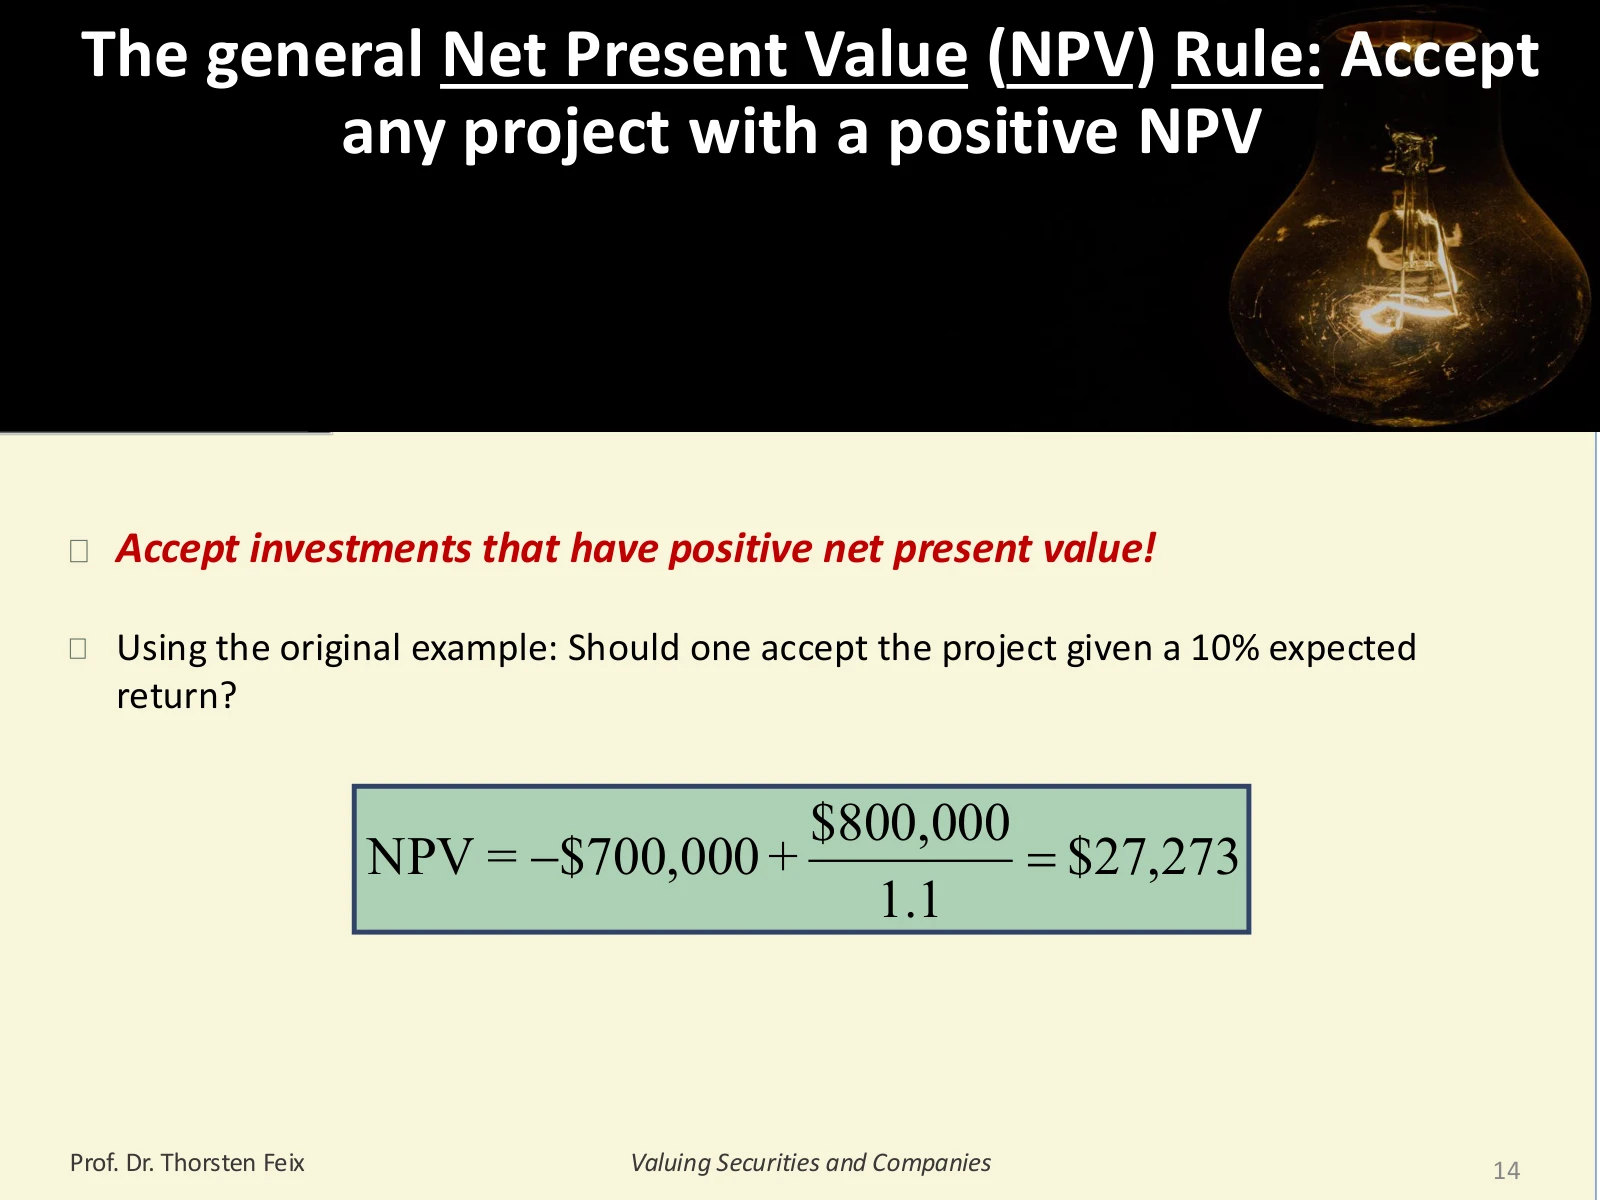 The general Net Present Value (NPV) Rule: Accept
any project with a positive NPV
Accept investments that have positive net present value!
Using the original example: Should one accept the project given a 10% expected
return?
NPV = –$700,000 + $800,000 / 1.1 = $27,273
Prof. Dr. Thorsten Feix
Valuing Securities and Companies
14